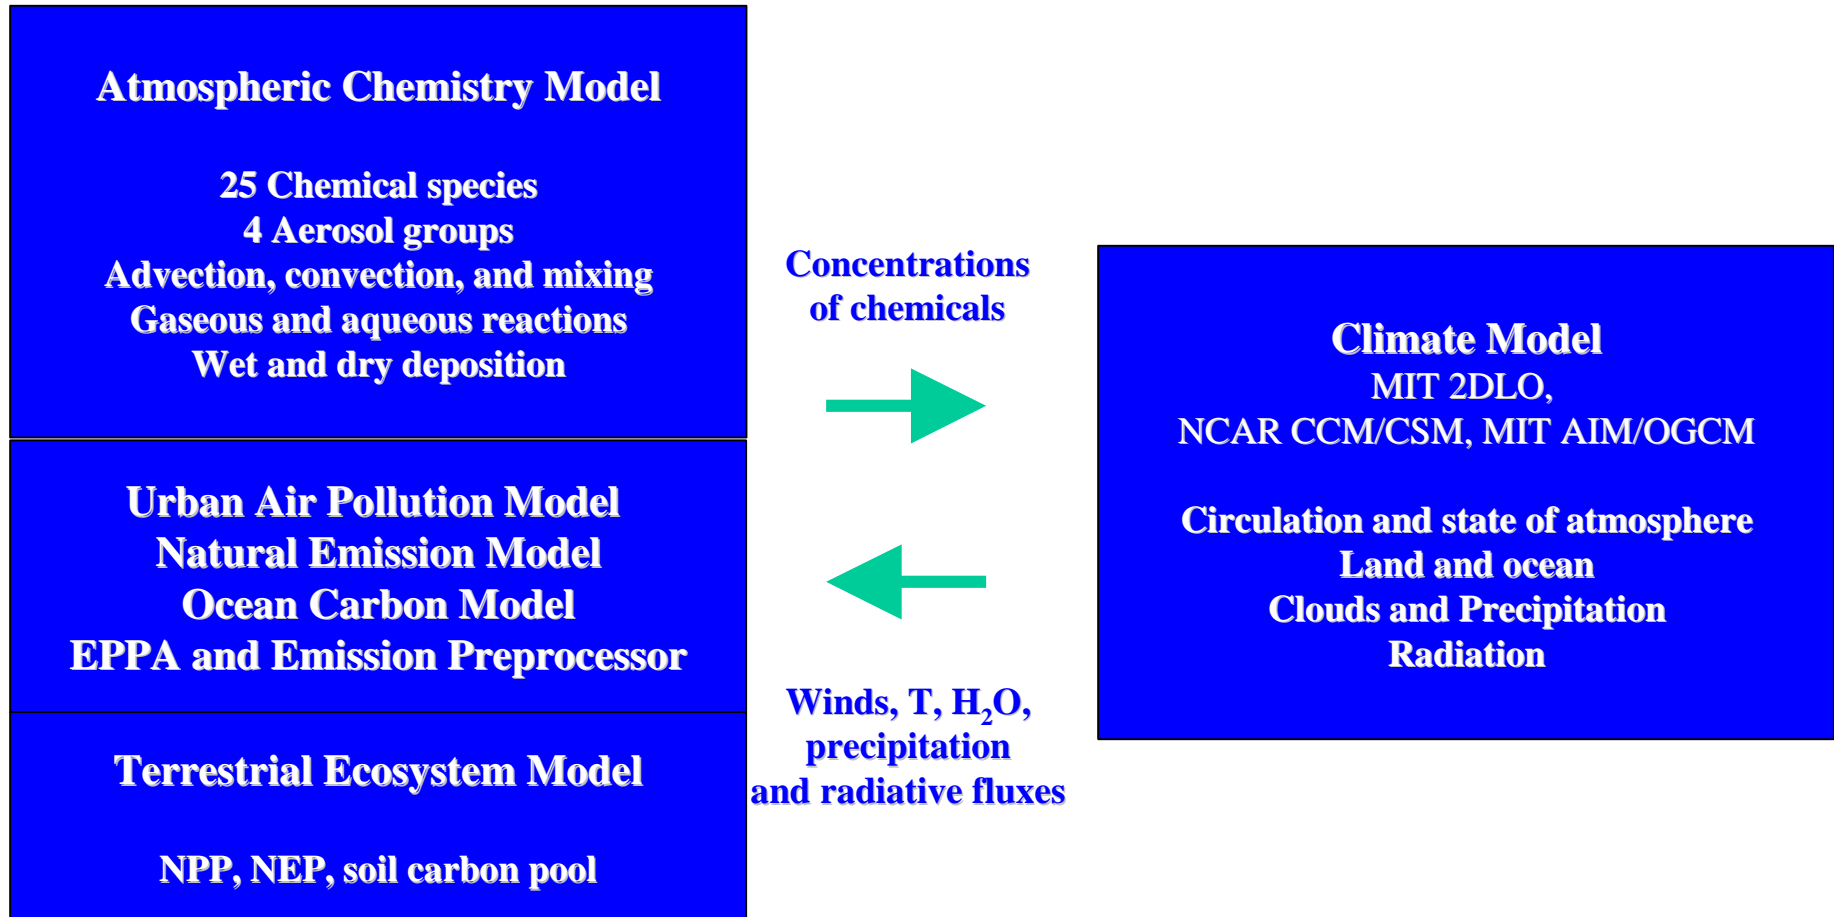 Atmospheric Chemistry Model
25 Chemical species
4 Aerosol groups
Advection, convection, and mixing
Gaseous and aqueous reactions
Wet and dry deposition
Urban Air Pollution Model
Natural Emission Model
Ocean Carbon Model
EPPA and Emission Preprocessor
Terrestrial Ecosystem Model
NPP, NEP, soil carbon pool
Concentrations
of chemicals
Winds, T, H₂O,
precipitation
and radiative fluxes
Climate Model
MIT 2DLO,
NCAR CCM/CSM, MIT AIM/OGCM
Circulation and state of atmosphere
Land and ocean
Clouds and Precipitation
Radiation